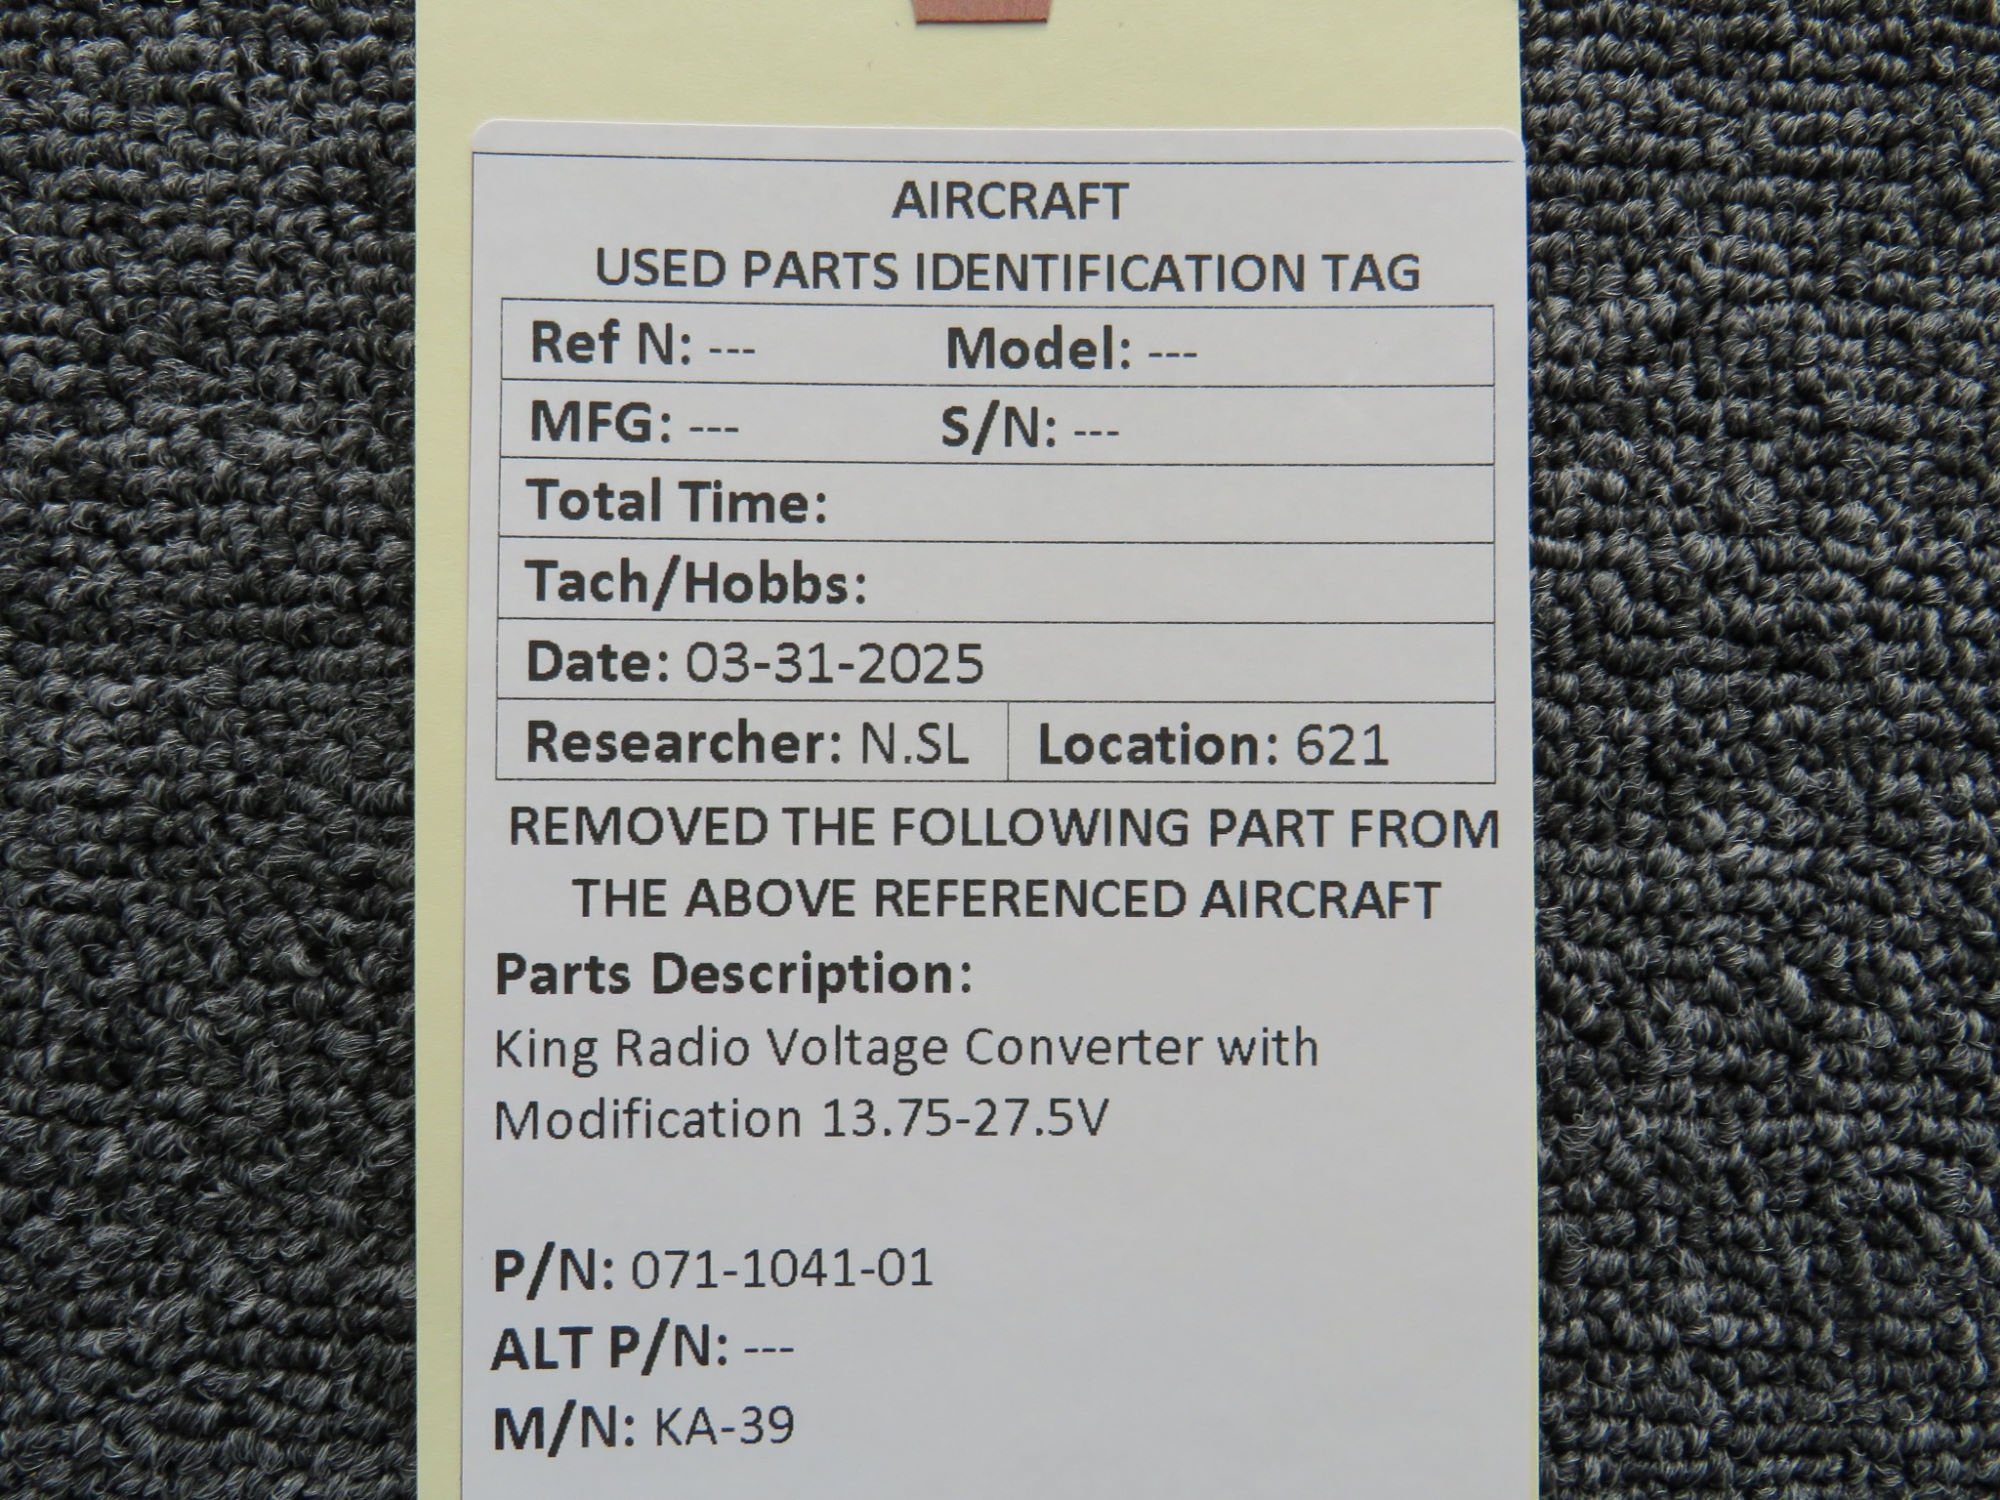 AIRCRAFT
USED PARTS IDENTIFICATION TAG
Ref N: --- Model: ---
MFG: --- S/N: ---
Total Time:
Tach/Hobbs:
Date: 03-31-2025
Researcher: N.SL Location: 621
REMOVED THE FOLLOWING PART FROM
THE ABOVE REFERENCED AIRCRAFT
Parts Description:
King Radio Voltage Converter with
Modification 13.75-27.5V
P/N: 071-1041-01
ALT P/N: ---
M/N: KA-39